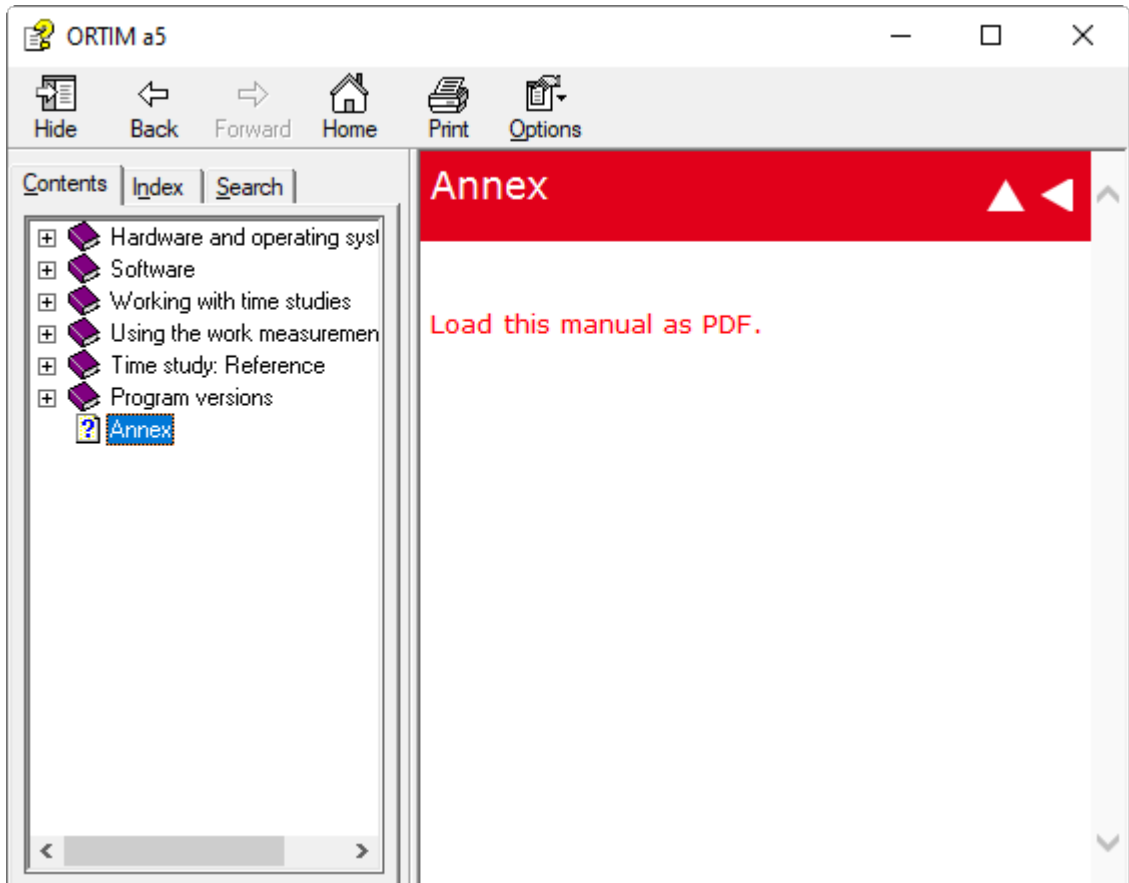 ORTIM a5
Hide Back Forward Home Print Options
Contents Index Search
Hardware and operating syst
Software
Working with time studies
Using the work measuremen
Time study: Reference
Program versions
Annex
Annex
Load this manual as PDF.